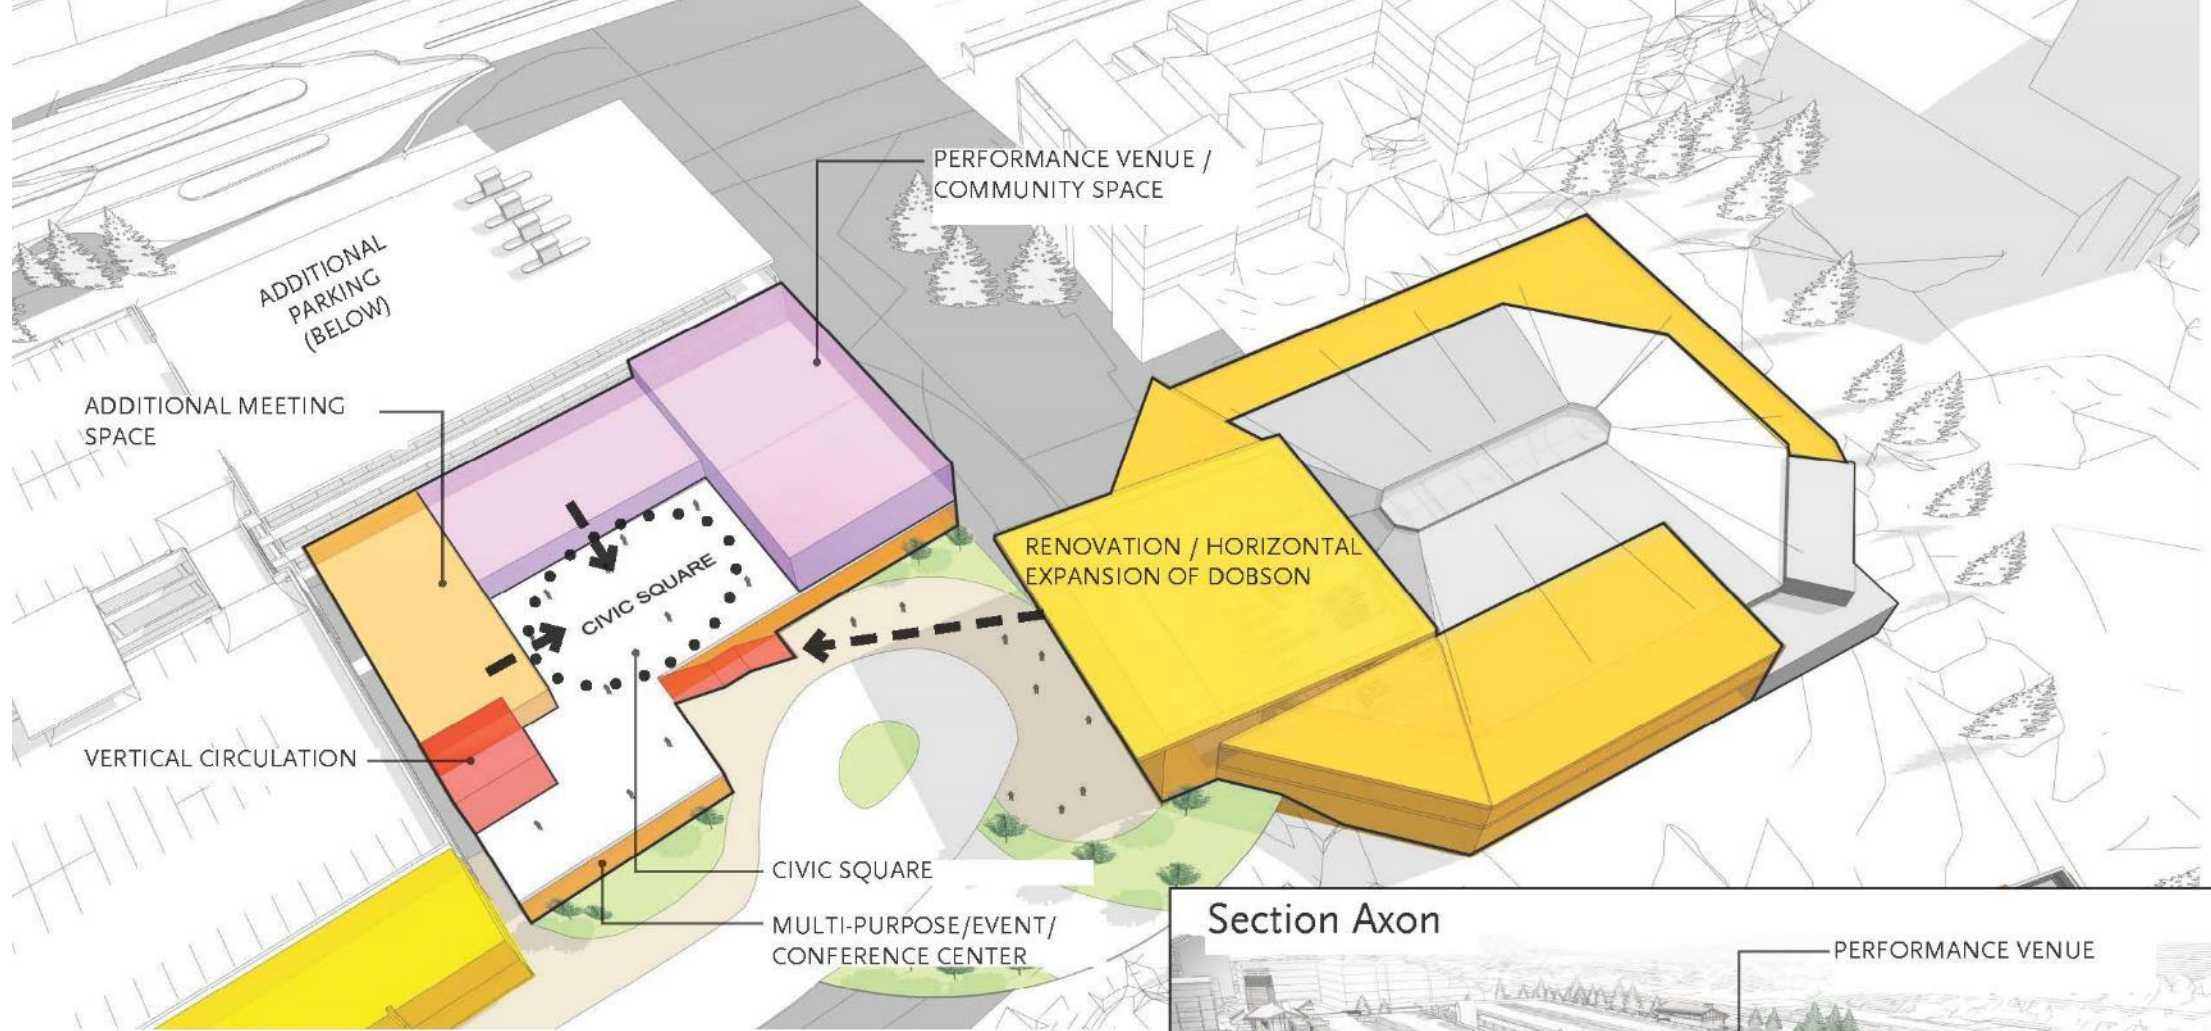 PERFORMANCE VENUE /
COMMUNITY SPACE
ADDITIONAL
PARKING
(BELOW)
ADDITIONAL MEETING
SPACE
RENOVATION / HORIZONTAL
EXPANSION OF DOBSON
CIVIC SQUARE
VERTICAL CIRCULATION
CIVIC SQUARE
MULTI-PURPOSE/EVENT/
CONFERENCE CENTER
Section Axon
PERFORMANCE VENUE